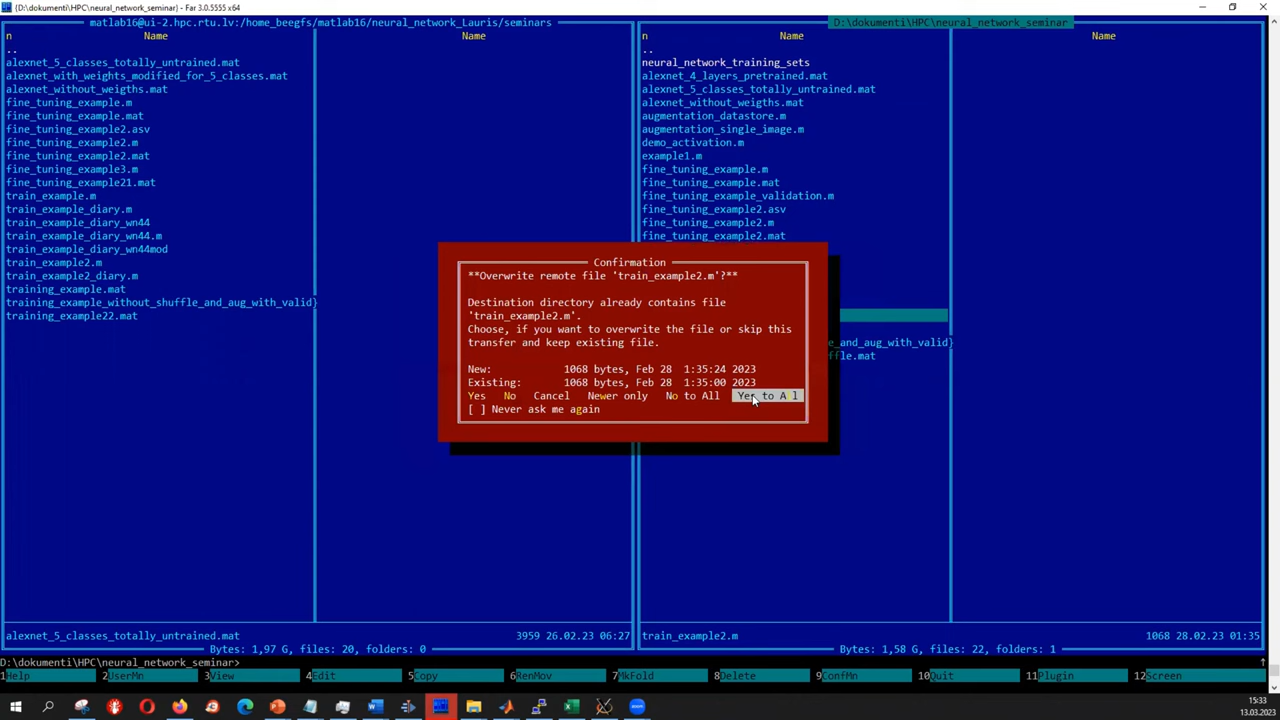 (D:\dokumenti\HPC\neural_network_seminar) - Far 3.0.5555 x64
matlab16@ui-2.hpc.rtu.lv:/home_beegfs/matlab16/neural_network_Lauris/seminars
n Name Name
..
alexnet_5_classes_totally_untrained.mat
alexnet_with_weights_modified_for_5_classes.mat
alexnet_without_weigths.mat
fine_tuning_example.m
fine_tuning_example.mat
fine_tuning_example2.asv
fine_tuning_example2.m
fine_tuning_example2.mat
fine_tuning_example3.m
fine_tuning_example21.mat
train_example.m
train_example_diary.m
train_example_diary_wn44
train_example_diary_wn44.m
train_example_diary_wn44mod
train_example2.m
train_example2_diary.m
training_example.mat
training_example_without_shuffle_and_aug_with_valid}
training_example22.mat
alexnet_5_classes_totally_untrained.mat 3959 26.02.23 06:27
Bytes: 1,97 G, files: 20, folders: 0
D:\dokumenti\HPC\neural_network_seminar
n Name Name
..
neural_network_training_sets
alexnet_4_layers_pretrained.mat
alexnet_5_classes_totally_untrained.mat
alexnet_without_weigths.mat
augmentation_datastore.m
augmentation_single_image.m
demo_activation.m
example1.m
fine_tuning_example.m
fine_tuning_example.mat
fine_tuning_example_validation.m
fine_tuning_example2.asv
fine_tuning_example2.m
fine_tuning_example2.mat
e_and_aug_with_valid}
ffle.mat
train_example2.m 1068 28.02.23 01:35
Bytes: 1,58 G, files: 22, folders: 1
Confirmation
**Overwrite remote file 'train_example2.m'?**
Destination directory already contains file
'train_example2.m'.
Choose, if you want to overwrite the file or skip this
transfer and keep existing file.
New: 1068 bytes, Feb 28 1:35:24 2023
Existing: 1068 bytes, Feb 28 1:35:00 2023
Yes No Cancel Newer only No to All Yes to All
[ ] Never ask me again
D:\dokumenti\HPC\neural_network_seminar>
1Help 2UserMn 3View 4Edit 5Copy 6RenMov 7MkFold 8Delete 9ConfMn 10Quit 11Plugin 12Screen
15:33
13.03.2023